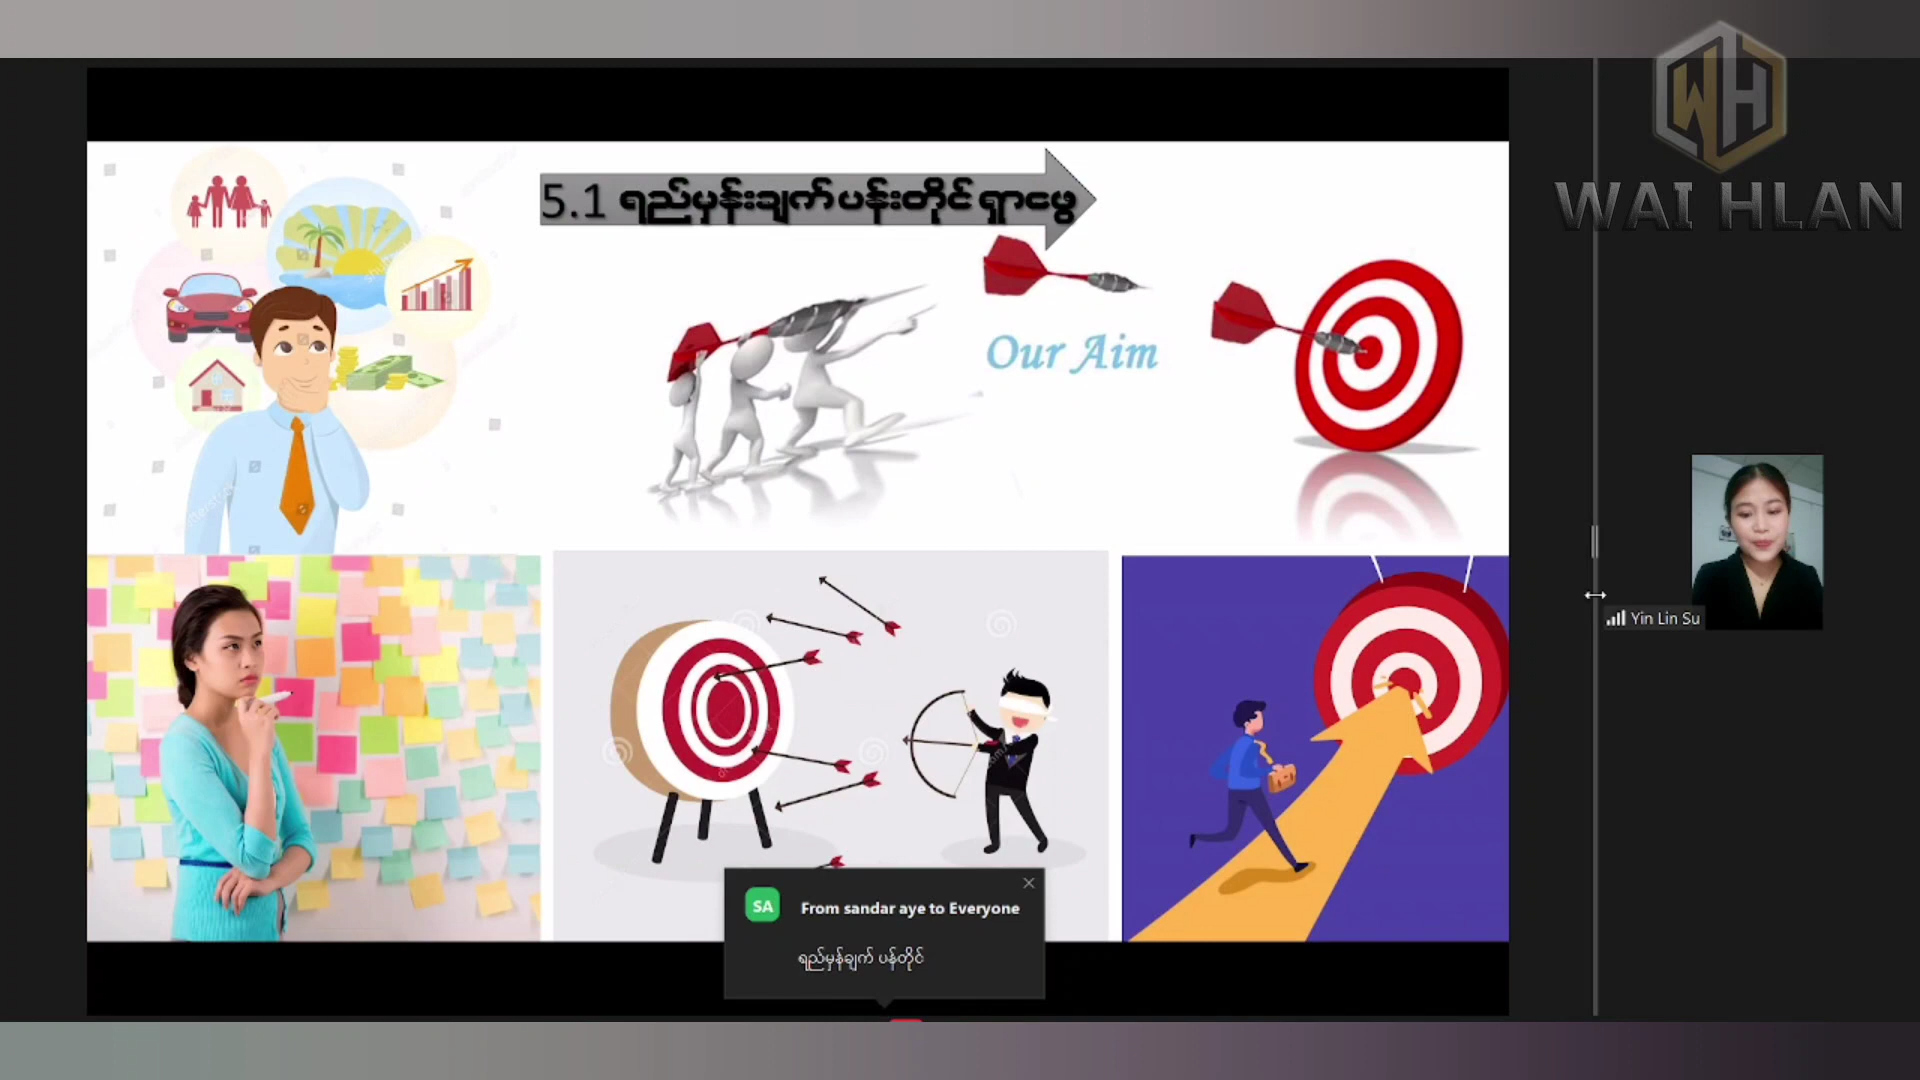 WH
WAI HLAN
5.1 ရည်မှန်းချက်ပန်းတိုင်ရှာဖွေ
Our Aim
Yin Lin Su
SA
From sandar aye to Everyone
ရည်မှန်ချက် ပန်တိုင်